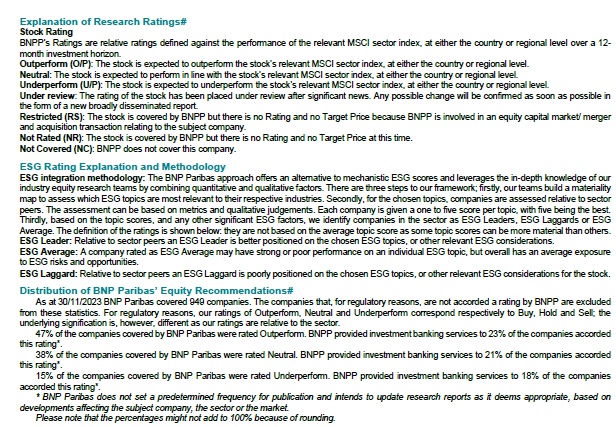 Explanation of Research Ratings#
Stock Rating
BNPP's Ratings are relative ratings defined against the performance of the relevant MSCI sector index, at either the country or regional level over a 12-
month investment horizon.
Outperform (O/P): The stock is expected to outperform the stock's relevant MSCI sector index, at either the country or regional level.
Neutral: The stock is expected to perform in line with the stock's relevant MSCI sector index, at either the country or regional level.
Underperform (U/P): The stock is expected to underperform the stock's relevant MSCI sector index, at either the country or regional level.
Under review: The rating of the stock has been placed under review after significant news. Any possible change will be confirmed as soon as possible in
the form of a new broadly disseminated report.
Restricted (RS): The stock is covered by BNPP but there is no Rating and no Target Price because BNPP is involved in an equity capital market/ merger
and acquisition transaction relating to the subject company.
Not Rated (NR): The stock is covered by BNPP but there is no Rating and no Target Price at this time.
Not Covered (NC): BNPP does not cover this company.
ESG Rating Explanation and Methodology
ESG integration methodology: The BNP Paribas approach offers an alternative to mechanistic ESG scores and leverages the in-depth knowledge of our
industry equity research teams by combining quantitative and qualitative factors. There are three steps to our framework; firstly, our teams build a materiality
map to assess which ESG topics are most relevant to their respective industries. Secondly, for the chosen topics, companies are assessed relative to sector
peers. The assessment can be based on metrics and qualitative judgements. Each company is given a one to five score per topic, with five being the best.
Thirdly, based on the topic scores, and any other significant ESG factors, we identify companies in the sector as ESG Leaders, ESG Laggards or ESG
Average. The definition of the ratings is shown below: they are not based on the average topic score as some topic scores can be more material than others.
ESG Leader: Relative to sector peers an ESG Leader is better positioned on the chosen ESG topics, or other relevant ESG considerations.
ESG Average: A company rated as ESG Average may have strong or poor performance on an individual ESG topic, but overall has an average exposure
to ESG risks and opportunities.
ESG Laggard: Relative to sector peers an ESG Laggard is poorly positioned on the chosen ESG topics, or other relevant ESG considerations for the stock.
Distribution of BNP Paribas' Equity Recommendations#
As at 30/11/2023 BNP Paribas covered 949 companies. The companies that, for regulatory reasons, are not accorded a rating by BNPP are excluded
from these statistics. For regulatory reasons, our ratings of Outperform, Neutral and Underperform correspond respectively to Buy, Hold and Sell; the
underlying signification is, however, different as our ratings are relative to the sector.
47% of the companies covered by BNP Paribas were rated Outperform. BNPP provided investment banking services to 23% of the companies accorded
this rating*.
38% of the companies covered by BNP Paribas were rated Neutral. BNPP provided investment banking services to 21% of the companies accorded
this rating*.
15% of the companies covered by BNP Paribas were rated Underperform. BNPP provided investment banking services to 18% of the companies
accorded this rating*.
* BNP Paribas does not set a predetermined frequency for publication and intends to update research reports as it deems appropriate, based on
developments affecting the subject company, the sector or the market.
Please note that the percentages might not add to 100% because of rounding.